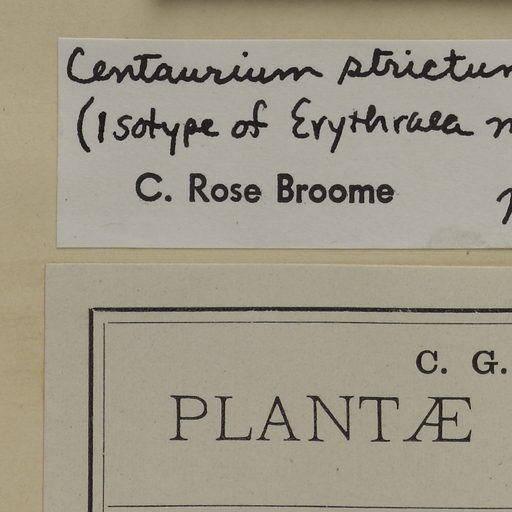 Centaurium strictum
(Isotype of Erythraea
C. Rose Broome
C. G.
PLANTÆ